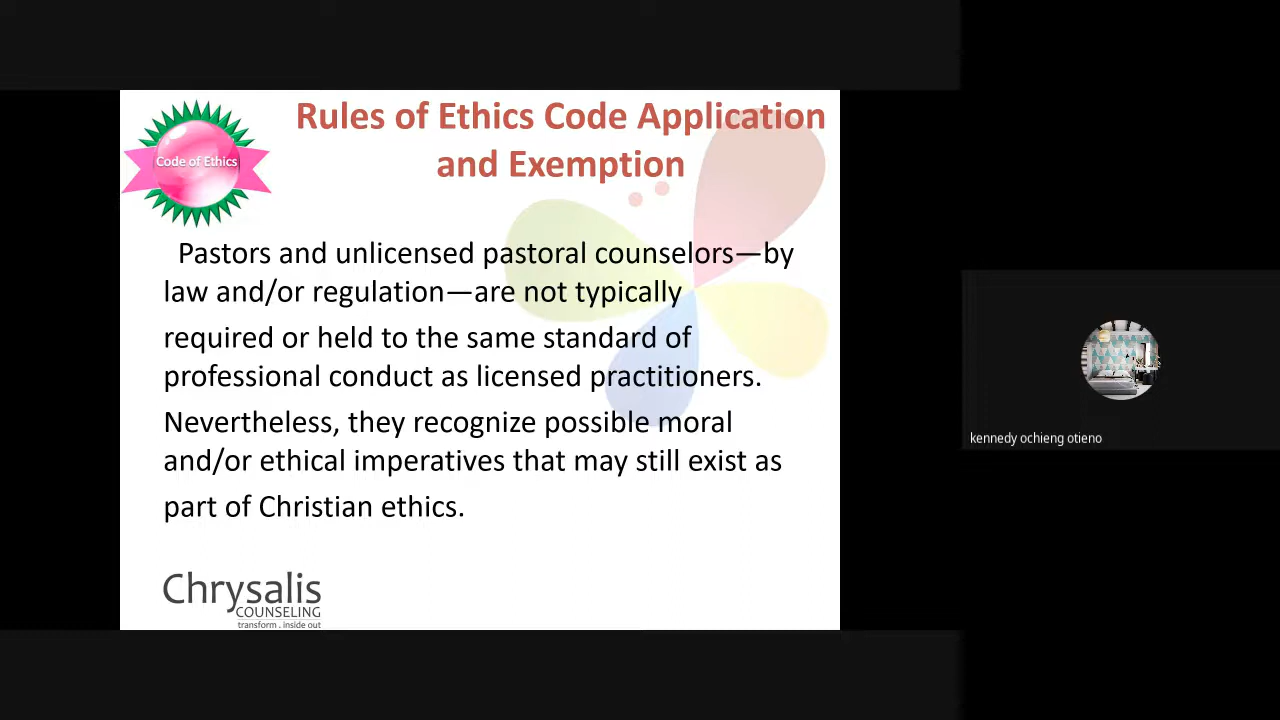 Rules of Ethics Code Application
and Exemption
Code of Ethics
Pastors and unlicensed pastoral counselors—by
law and/or regulation—are not typically
required or held to the same standard of
professional conduct as licensed practitioners.
Nevertheless, they recognize possible moral
and/or ethical imperatives that may still exist as
part of Christian ethics.
Chrysalis
COUNSELING
transform . inside out
kennedy ochieng otieno